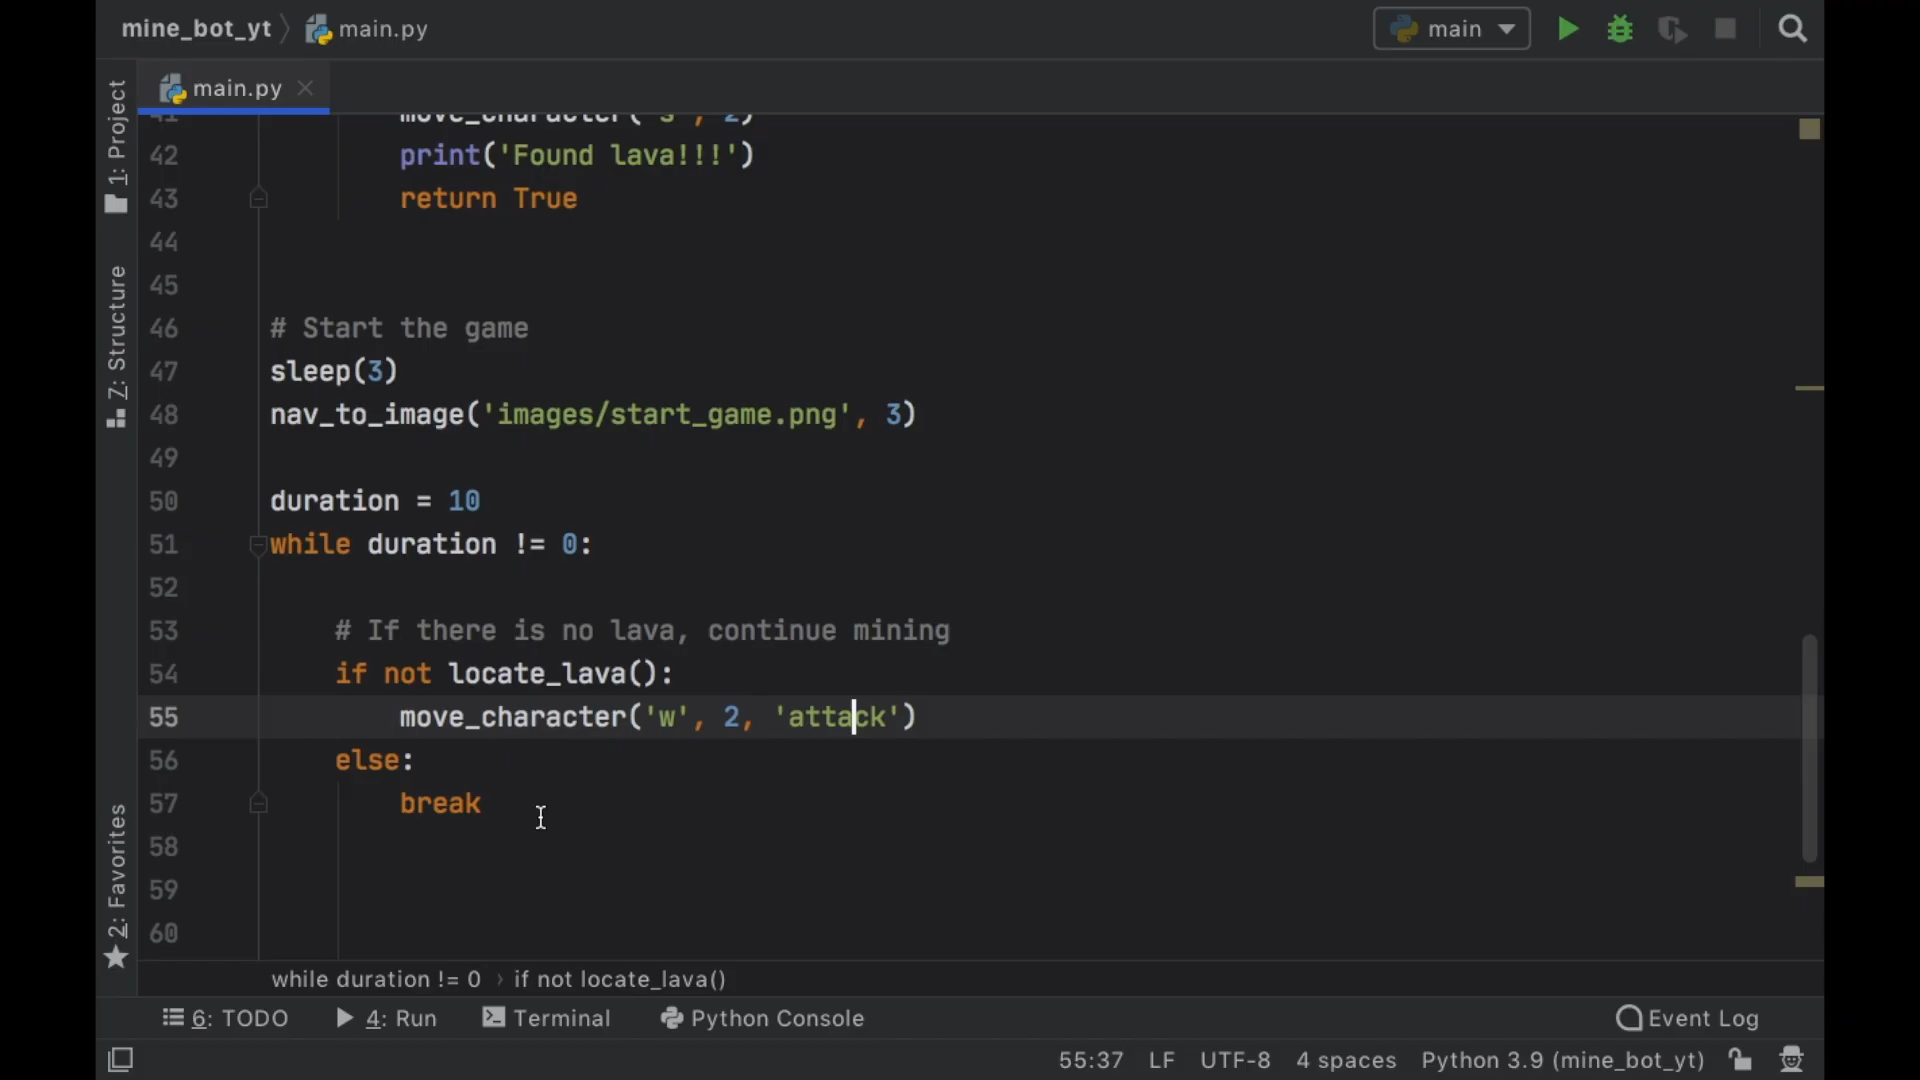 mine_bot_yt main.py
main
main.py
1: Project
Z: Structure
2: Favorites
41 move_character('s', 2)
42 print('Found lava!!!')
43 return True
44
45
46 # Start the game
47 sleep(3)
48 nav_to_image('images/start_game.png', 3)
49
50 duration = 10
51 while duration != 0:
52
53 # If there is no lava, continue mining
54 if not locate_lava():
55 move_character('w', 2, 'attack')
56 else:
57 break
58
59
60
while duration != 0 › if not locate_lava()
6: TODO 4: Run Terminal Python Console Event Log
55:37 LF UTF-8 4 spaces Python 3.9 (mine_bot_yt)